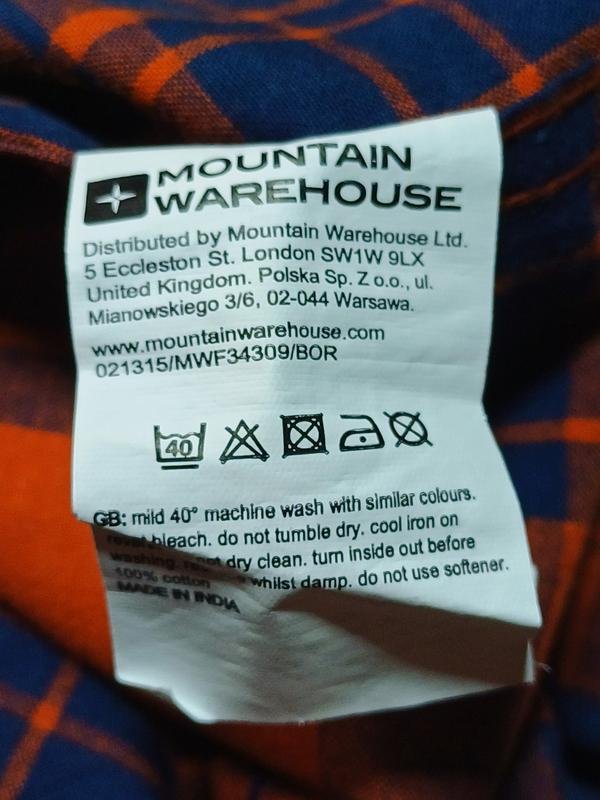 MOUNTAIN
WAREHOUSE
Distributed by Mountain Warehouse Ltd.
5 Eccleston St. London SW1W 9LX
United Kingdom. Polska Sp. Z o.o., ul.
Mianowskiego 3/6, 02-044 Warsawa.
www.mountainwarehouse.com
021315/MWF34309/BOR
40
GB: mild 40° machine wash with similar colours.
bleach. do not tumble dry. cool iron on
dry clean. turn inside out before
washing. whilst damp. do not use softener.
100% cotton
MADE IN INDIA